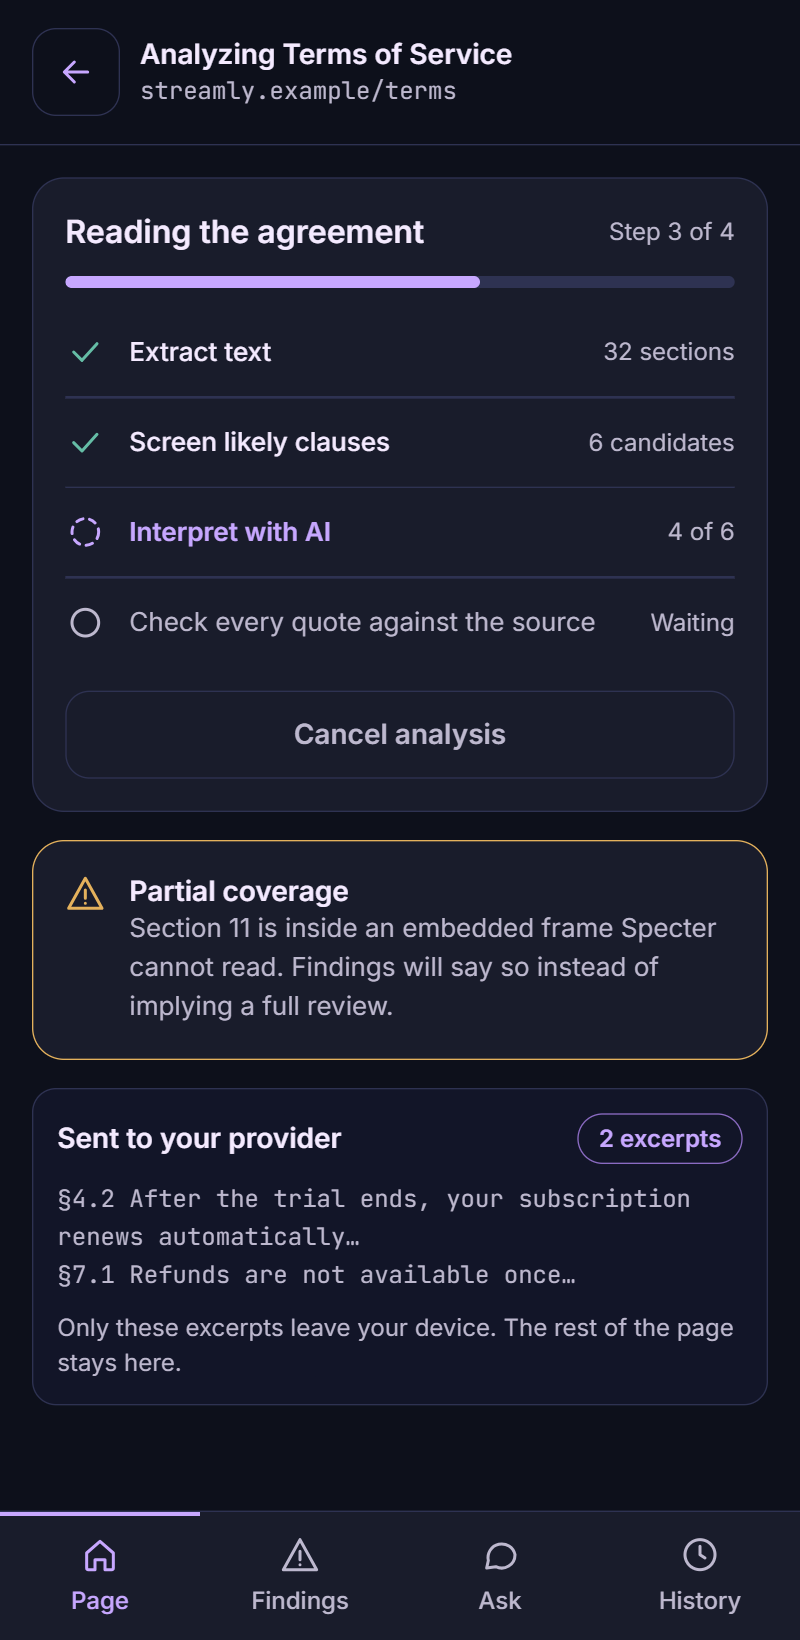 Analyzing Terms of Service
streamly.example/terms
Reading the agreement
Step 3 of 4
Extract text
32 sections
Screen likely clauses
6 candidates
Interpret with AI
4 of 6
Check every quote against the source
Waiting
Cancel analysis
Partial coverage
Section 11 is inside an embedded frame Specter
cannot read. Findings will say so instead of
implying a full review.
Sent to your provider
2 excerpts
§4.2 After the trial ends, your subscription
renews automatically…
§7.1 Refunds are not available once…
Only these excerpts leave your device. The rest of the page
stays here.
Page
Findings
Ask
History